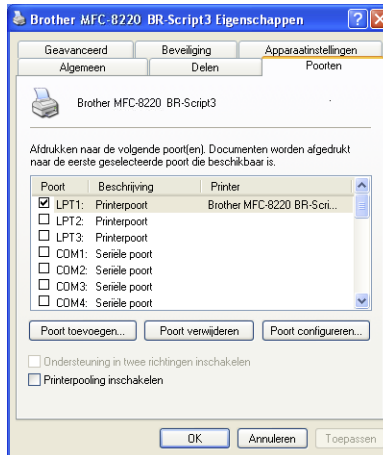 Brother MFC-8220 BR-Script3 Eigenschappen
Geavanceerd Beveiliging Apparaatinstellingen
Algemeen Delen Poorten
Brother MFC-8220 BR-Script3
Afdrukken naar de volgende poort(en). Documenten worden afgedrukt
naar de eerste geselecteerde poort die beschikbaar is.
Poort Beschrijving Printer
LPT1: Printerpoort Brother MFC-8220 BR-Scri...
LPT2: Printerpoort
LPT3: Printerpoort
COM1: Seriële poort
COM2: Seriële poort
COM3: Seriële poort
COM4: Seriële poort
Poort toevoegen... Poort verwijderen Poort configureren...
Ondersteuning in twee richtingen inschakelen
Printerpooling inschakelen
OK Annuleren Toepassen